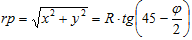 rp = √(x² + y²) = R · tg(45 − φ/2)